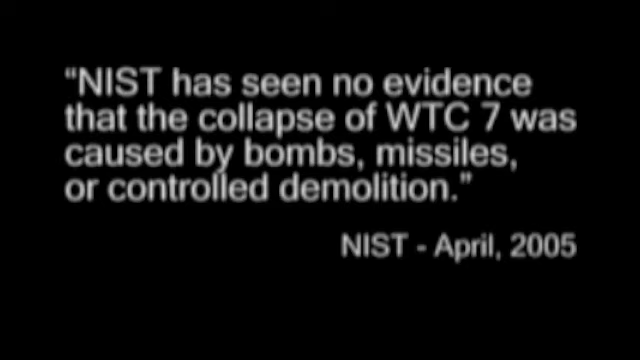 “NIST has seen no evidence
that the collapse of WTC 7 was
caused by bombs, missiles,
or controlled demolition.”
NIST - April, 2005